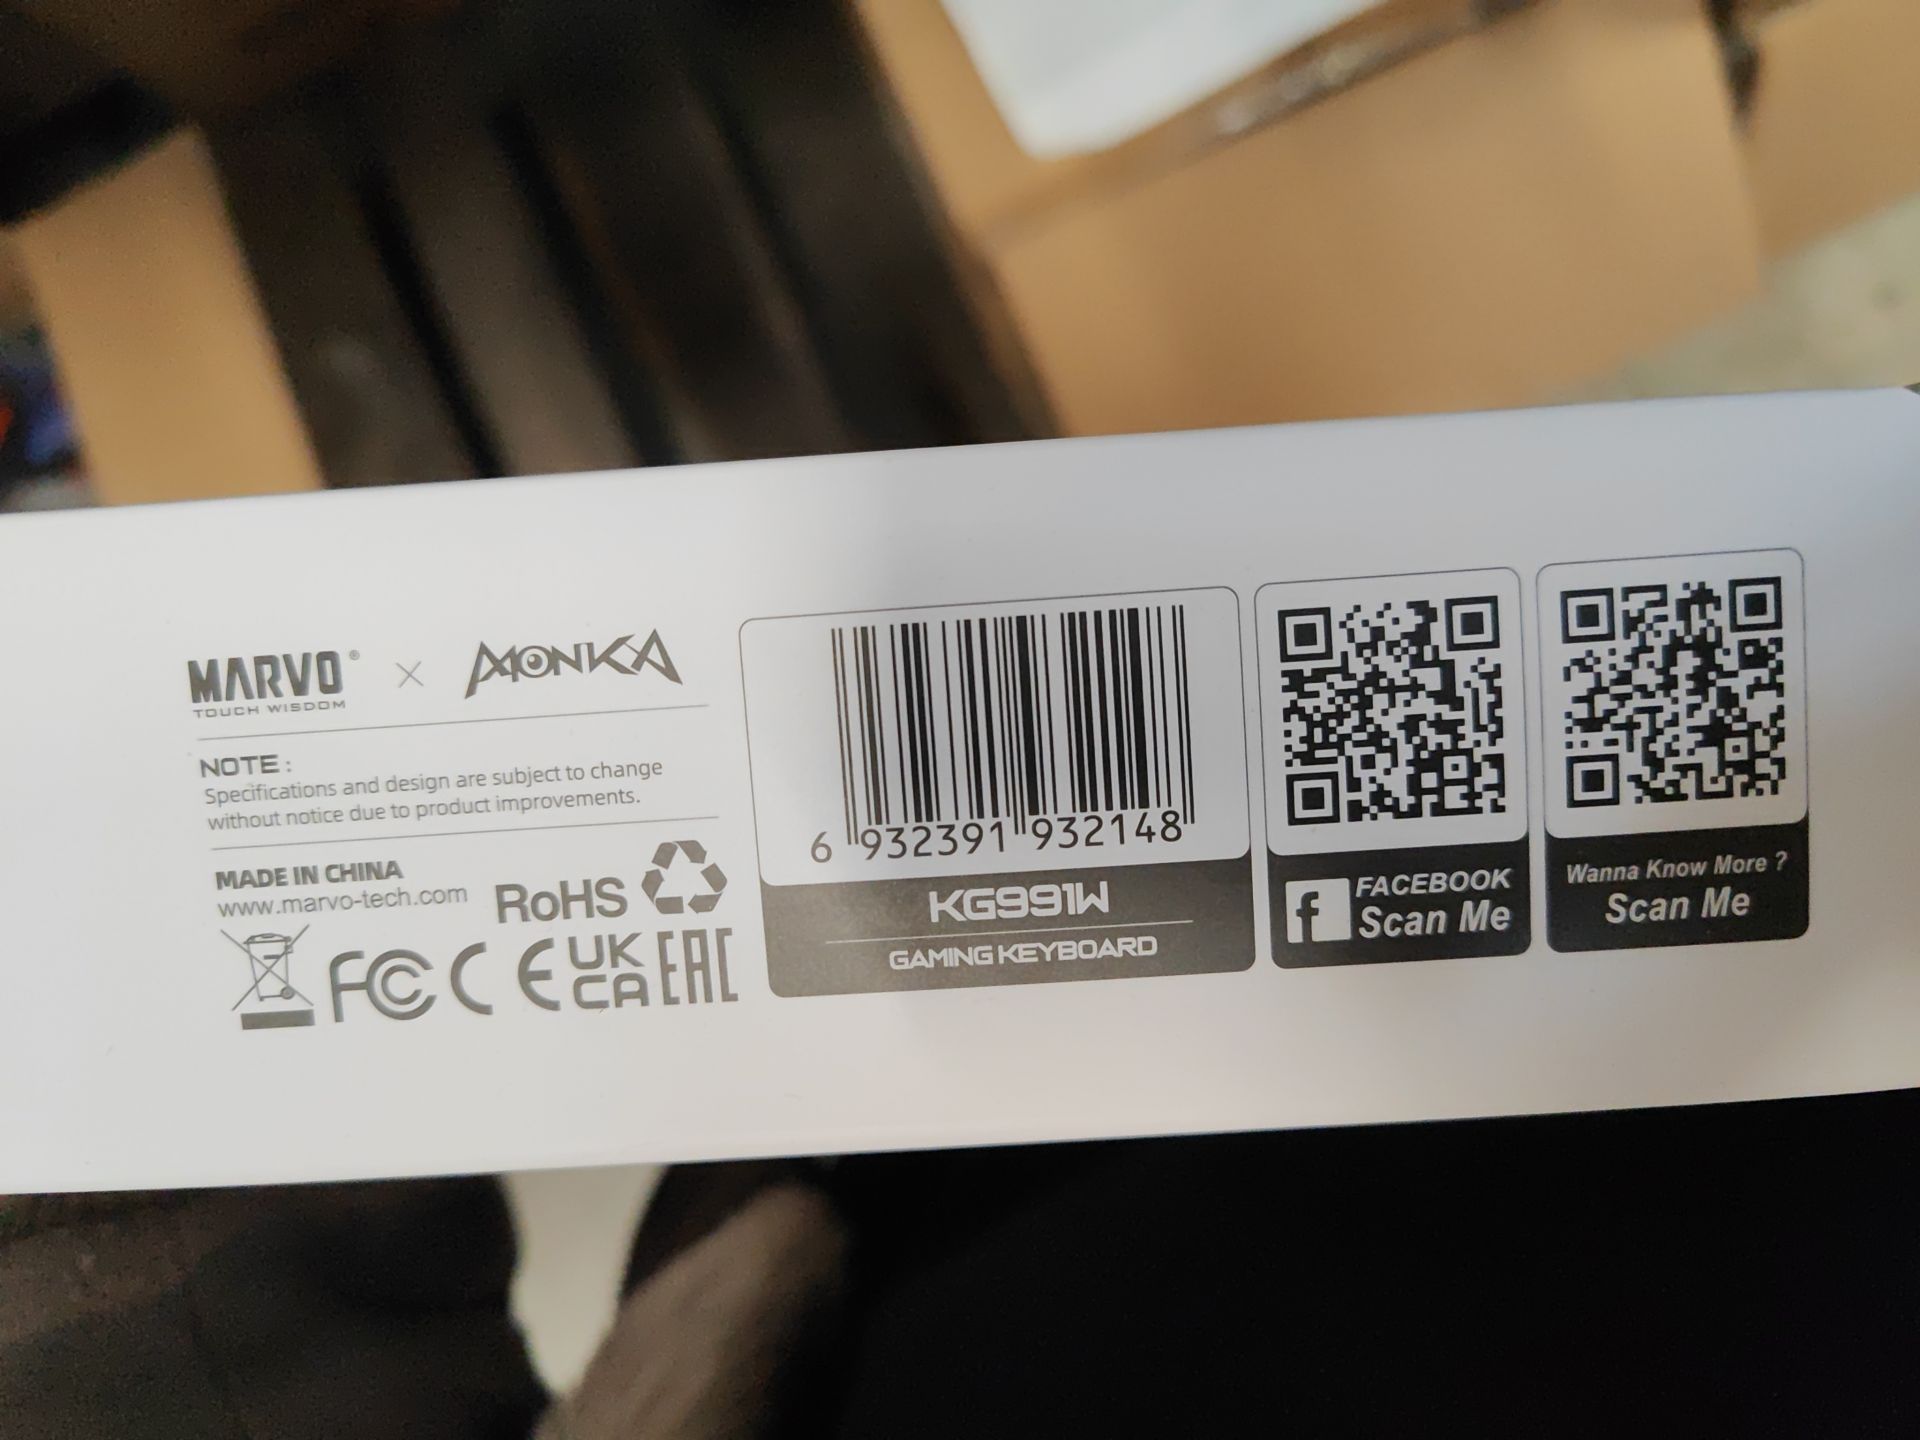 MARVO® × MONKA
TOUCH WISDOM
NOTE:
Specifications and design are subject to change
without notice due to product improvements.
MADE IN CHINA
www.marvo-tech.com
RoHS
FC CE UK CA EAC
6 932391 932148
KG991W
GAMING KEYBOARD
f FACEBOOK
Scan Me
Wanna Know More ?
Scan Me